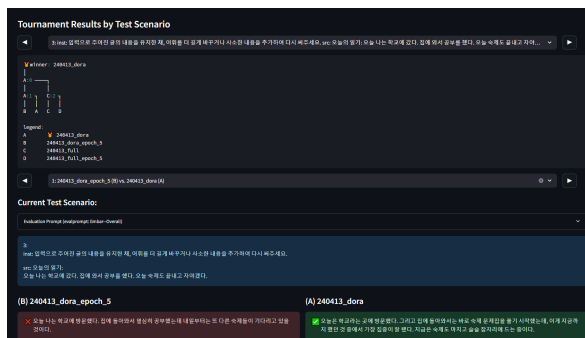 Tournament Results by Test Scenario
3: inst: 입력으로 주어진 글의 내용을 유지한 채, 어휘를 더 길게 바꾸거나 사소한 내용을 추가하여 다시 써주세요. src: 오늘의 일기: 오늘 나는 학교에 갔다. 집에 와서 공부를 했다. 오늘 숙제도 끝내고 자야...
winner: 240413_dora
A:0
A:1 C:2
B A C D
legend:
A 240413_dora
B 240413_dora_epoch_5
C 240413_full
D 240413_full_epoch_5
1: 240413_dora_epoch_5 (B) vs. 240413_dora (A)
Current Test Scenario:
Evaluation Prompt (evalprompt: llmbar-Overall)
3:
inst: 입력으로 주어진 글의 내용을 유지한 채, 어휘를 더 길게 바꾸거나 사소한 내용을 추가하여 다시 써주세요.
src: 오늘의 일기:
오늘 나는 학교에 갔다. 집에 와서 공부를 했다. 오늘 숙제도 끝내고 자야겠다.
(B) 240413_dora_epoch_5
오늘 나는 학교에 방문했다. 집에 돌아와서 열심히 공부했는데 내일부터는 또 다른 숙제들이 기다리고 있을
것이다.
(A) 240413_dora
오늘은 학교라는 곳에 방문했다. 그리고 집에 돌아와서는 바로 숙제 문제집을 풀기 시작했는데, 이게 지금까
지 했던 것 중에서 가장 집중이 잘 됐다. 지금은 숙제도 마치고 슬슬 잠자리에 드는 중이다.